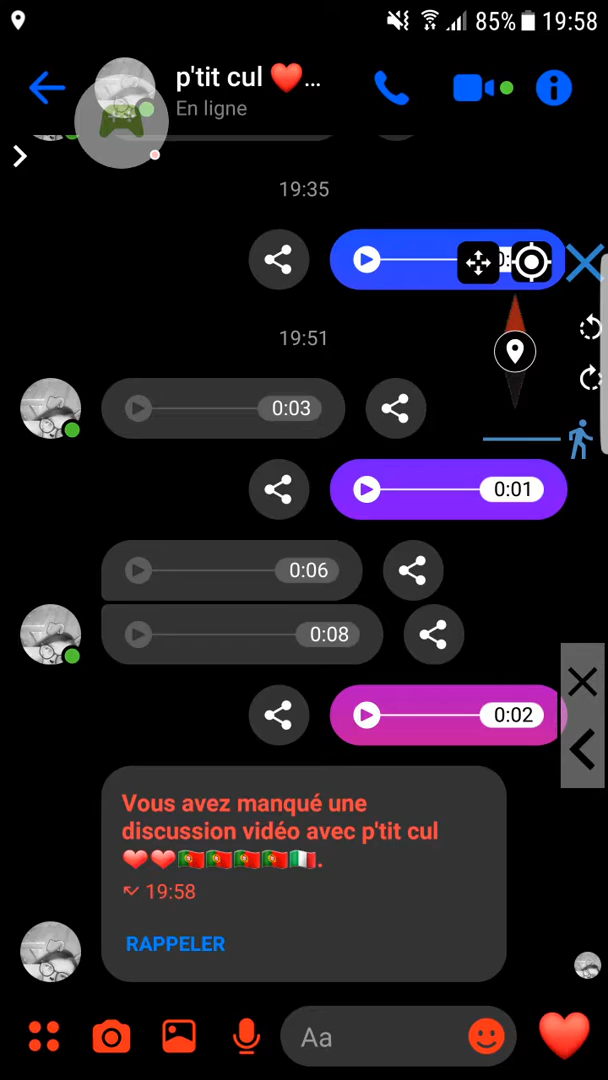 85% 19:58
p'tit cul ❤️...
En ligne
19:35
19:51
0:03
0:01
0:06
0:08
0:02
Vous avez manqué une
discussion vidéo avec p'tit cul
❤️❤️🇵🇹🇵🇹🇵🇹🇵🇹🇮🇹.
19:58
RAPPELER
Aa